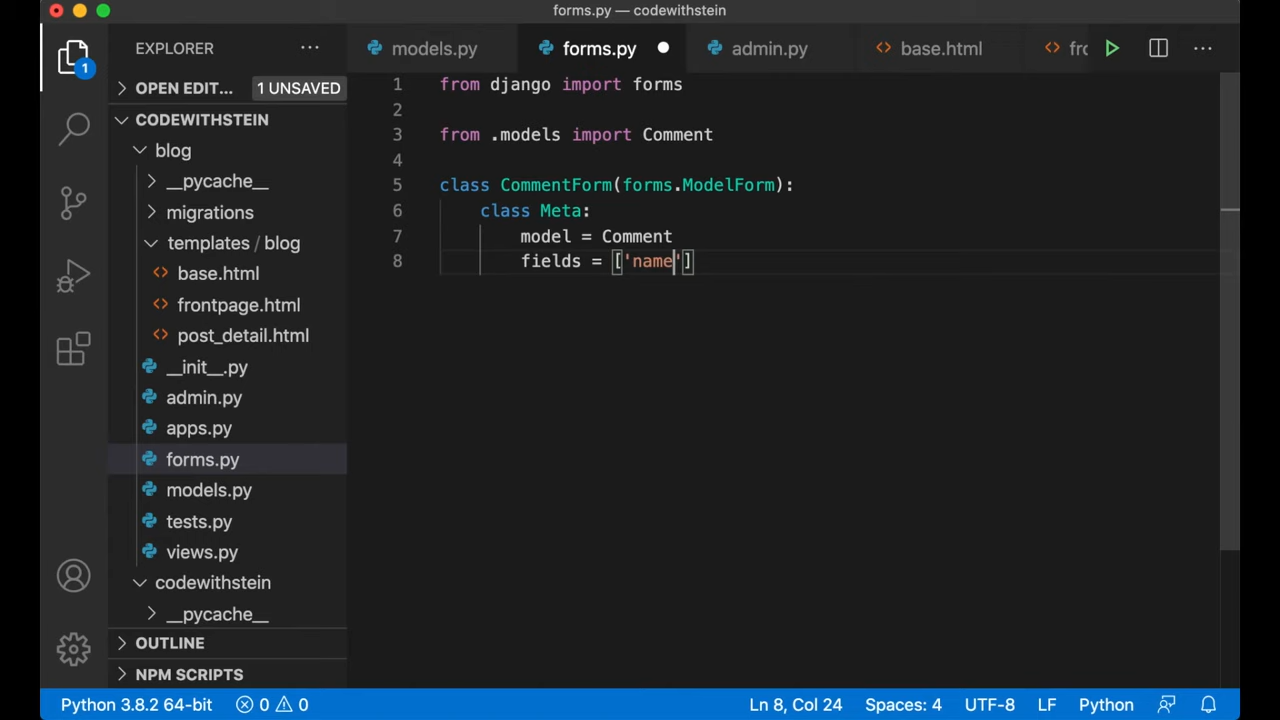 forms.py — codewithstein
EXPLORER
models.py
forms.py
admin.py
base.html
fro
1
OPEN EDIT...
1 UNSAVED
CODEWITHSTEIN
blog
__pycache__
migrations
templates / blog
base.html
frontpage.html
post_detail.html
__init__.py
admin.py
apps.py
forms.py
models.py
tests.py
views.py
codewithstein
__pycache__
OUTLINE
NPM SCRIPTS
1 from django import forms
2
3 from .models import Comment
4
5 class CommentForm(forms.ModelForm):
6 class Meta:
7 model = Comment
8 fields = ['name']
Python 3.8.2 64-bit 0 0 Ln 8, Col 24 Spaces: 4 UTF-8 LF Python